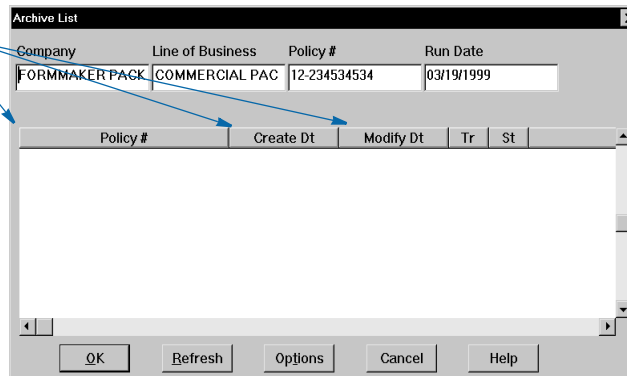 Archive List
Company Line of Business Policy # Run Date
FORMMAKER PACK COMMERCIAL PAC 12-234534534 03/19/1999
Policy # Create Dt Modify Dt Tr St
OK Refresh Options Cancel Help